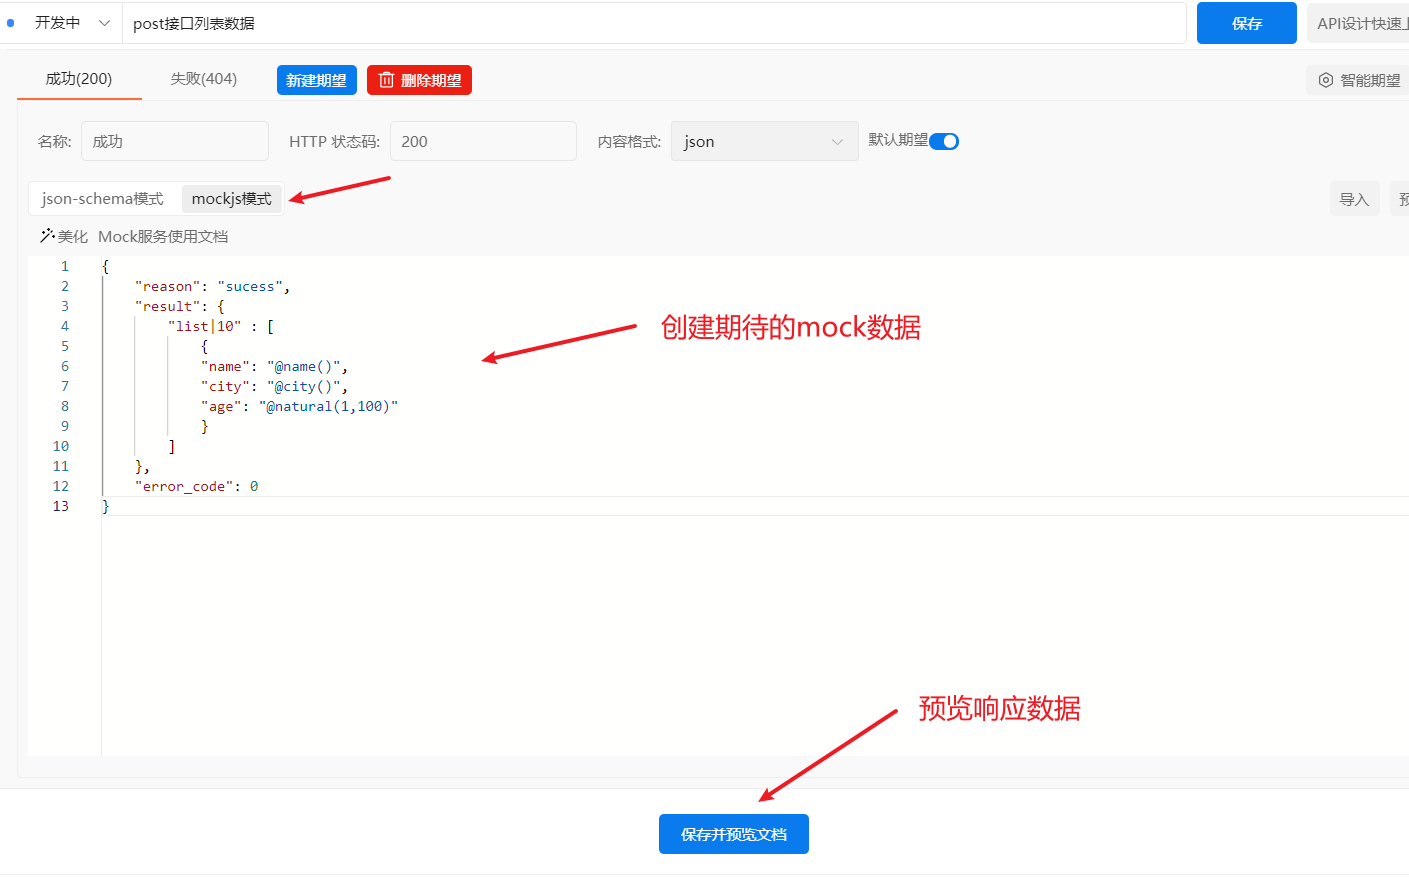 开发中 post接口列表数据 保存 API设计快速
成功(200) 失败(404) 新建期望 删除期望 智能期望
名称: 成功 HTTP 状态码: 200 内容格式: json 默认期望
json-schema模式 mockjs模式 导入
美化 Mock服务使用文档
1 {
2 "reason": "sucess",
3 "result": {
4 "list|10" : [
5 {
6 "name": "@name()",
7 "city": "@city()",
8 "age": "@natural(1,100)"
9 }
10 ]
11 },
12 "error_code": 0
13 }
创建期待的mock数据
预览响应数据
保存并预览文档